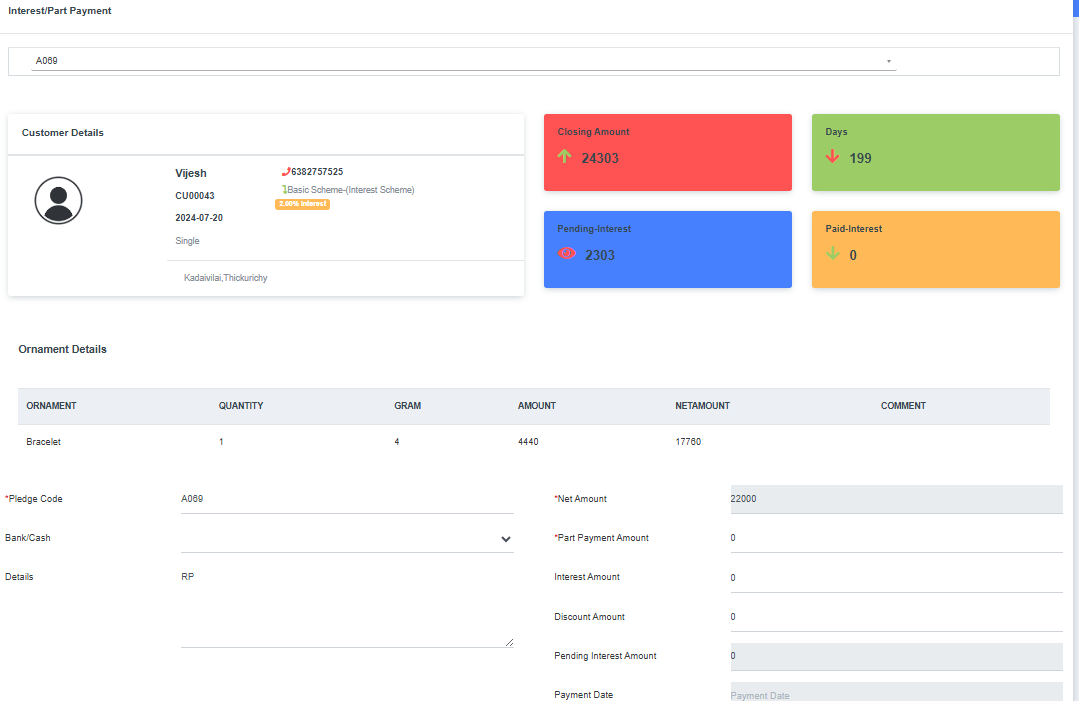 Interest/Part Payment
A069
Customer Details
Vijesh
6382757525
CU00043
Basic Scheme-(Interest Scheme)
2.00% interest
2024-07-20
Single
Kadaivilai,Thickurichy
Closing Amount
24303
Days
199
Pending-Interest
2303
Paid-Interest
0
Ornament Details
ORNAMENT QUANTITY GRAM AMOUNT NETAMOUNT COMMENT
Bracelet 1 4 4440 17760
*Pledge Code A069
*Net Amount 22000
Bank/Cash
*Part Payment Amount 0
Details RP
Interest Amount 0
Discount Amount 0
Pending Interest Amount 0
Payment Date Payment Date